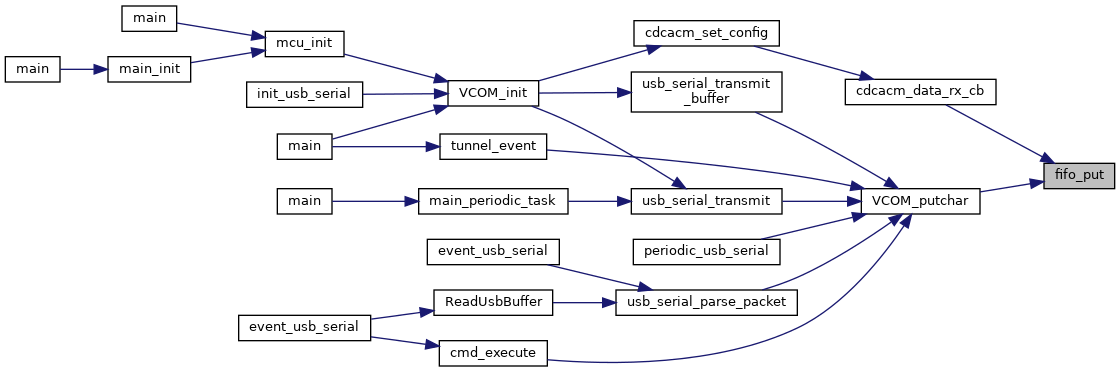 main
mcu_init
main
main_init
cdcacm_set_config
usb_serial_transmit
_buffer
cdcacm_data_rx_cb
init_usb_serial
VCOM_init
main
tunnel_event
fifo_put
main
main_periodic_task
usb_serial_transmit
VCOM_putchar
event_usb_serial
periodic_usb_serial
ReadUsbBuffer
usb_serial_parse_packet
event_usb_serial
cmd_execute